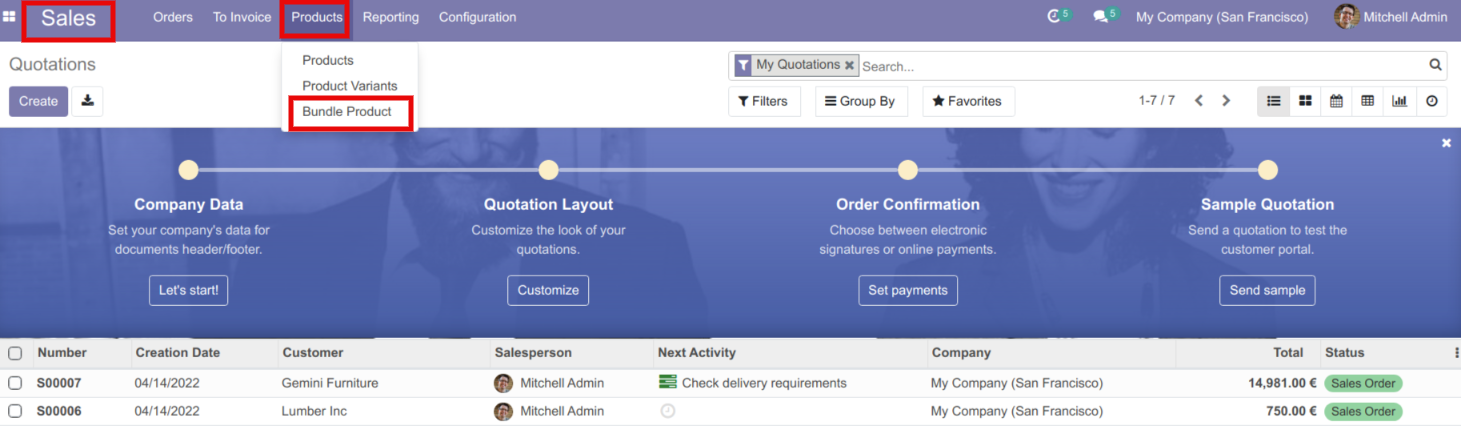 Sales Orders To Invoice Products Reporting Configuration 5 5 My Company (San Francisco) Mitchell Admin
Products
Product Variants
Bundle Product
Quotations
My Quotations Search...
Create
Filters Group By Favorites 1-7 / 7
Company Data
Set your company's data for
documents header/footer.
Let's start!
Quotation Layout
Customize the look of your
quotations.
Customize
Order Confirmation
Choose between electronic
signatures or online payments.
Set payments
Sample Quotation
Send a quotation to test the
customer portal.
Send sample
Number Creation Date Customer Salesperson Next Activity Company Total Status
S00007 04/14/2022 Gemini Furniture Mitchell Admin Check delivery requirements My Company (San Francisco) 14,981.00 € Sales Order
S00006 04/14/2022 Lumber Inc Mitchell Admin My Company (San Francisco) 750.00 € Sales Order